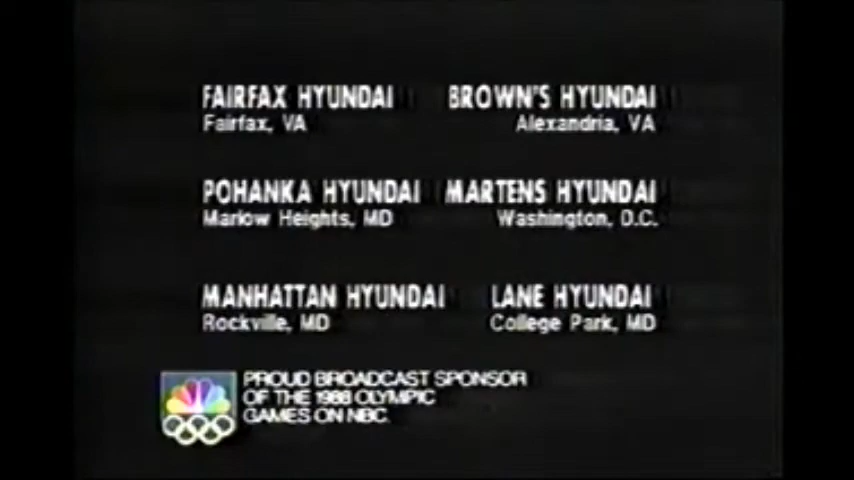 FAIRFAX HYUNDAI BROWN'S HYUNDAI
Fairfax, VA Alexandria, VA
POHANKA HYUNDAI MARTENS HYUNDAI
Marlow Heights, MD Washington, D.C.
MANHATTAN HYUNDAI LANE HYUNDAI
Rockville, MD College Park, MD
PROUD BROADCAST SPONSOR
OF THE 1988 OLYMPIC
GAMES ON NBC.